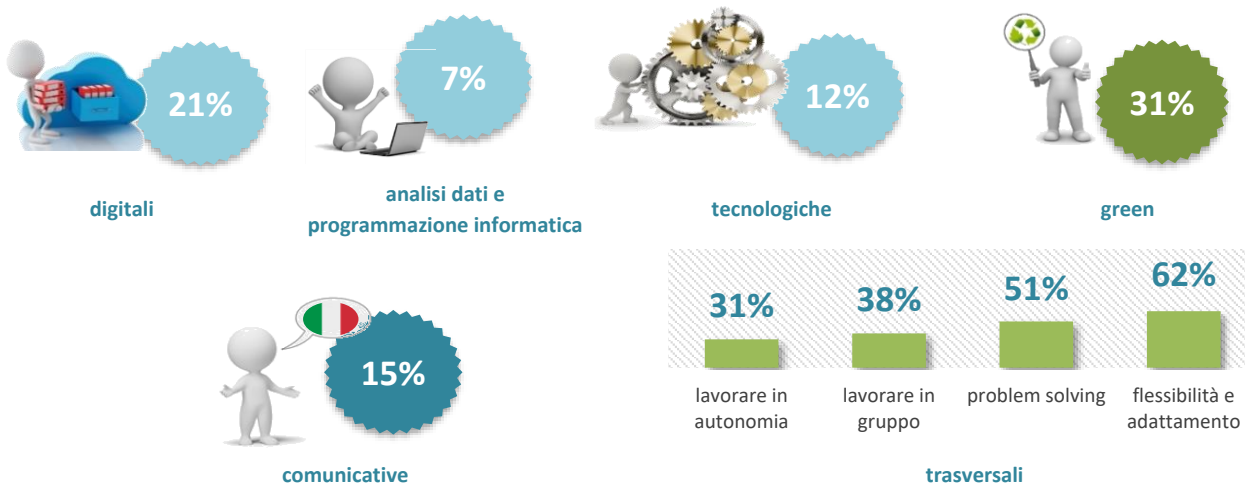 21%
7%
12%
31%
digitali
analisi dati e
programmazione informatica
tecnologiche
green
15%
comunicative
31%
38%
51%
62%
lavorare in
autonomia
lavorare in
gruppo
problem solving
flessibilità e
adattamento
trasversali